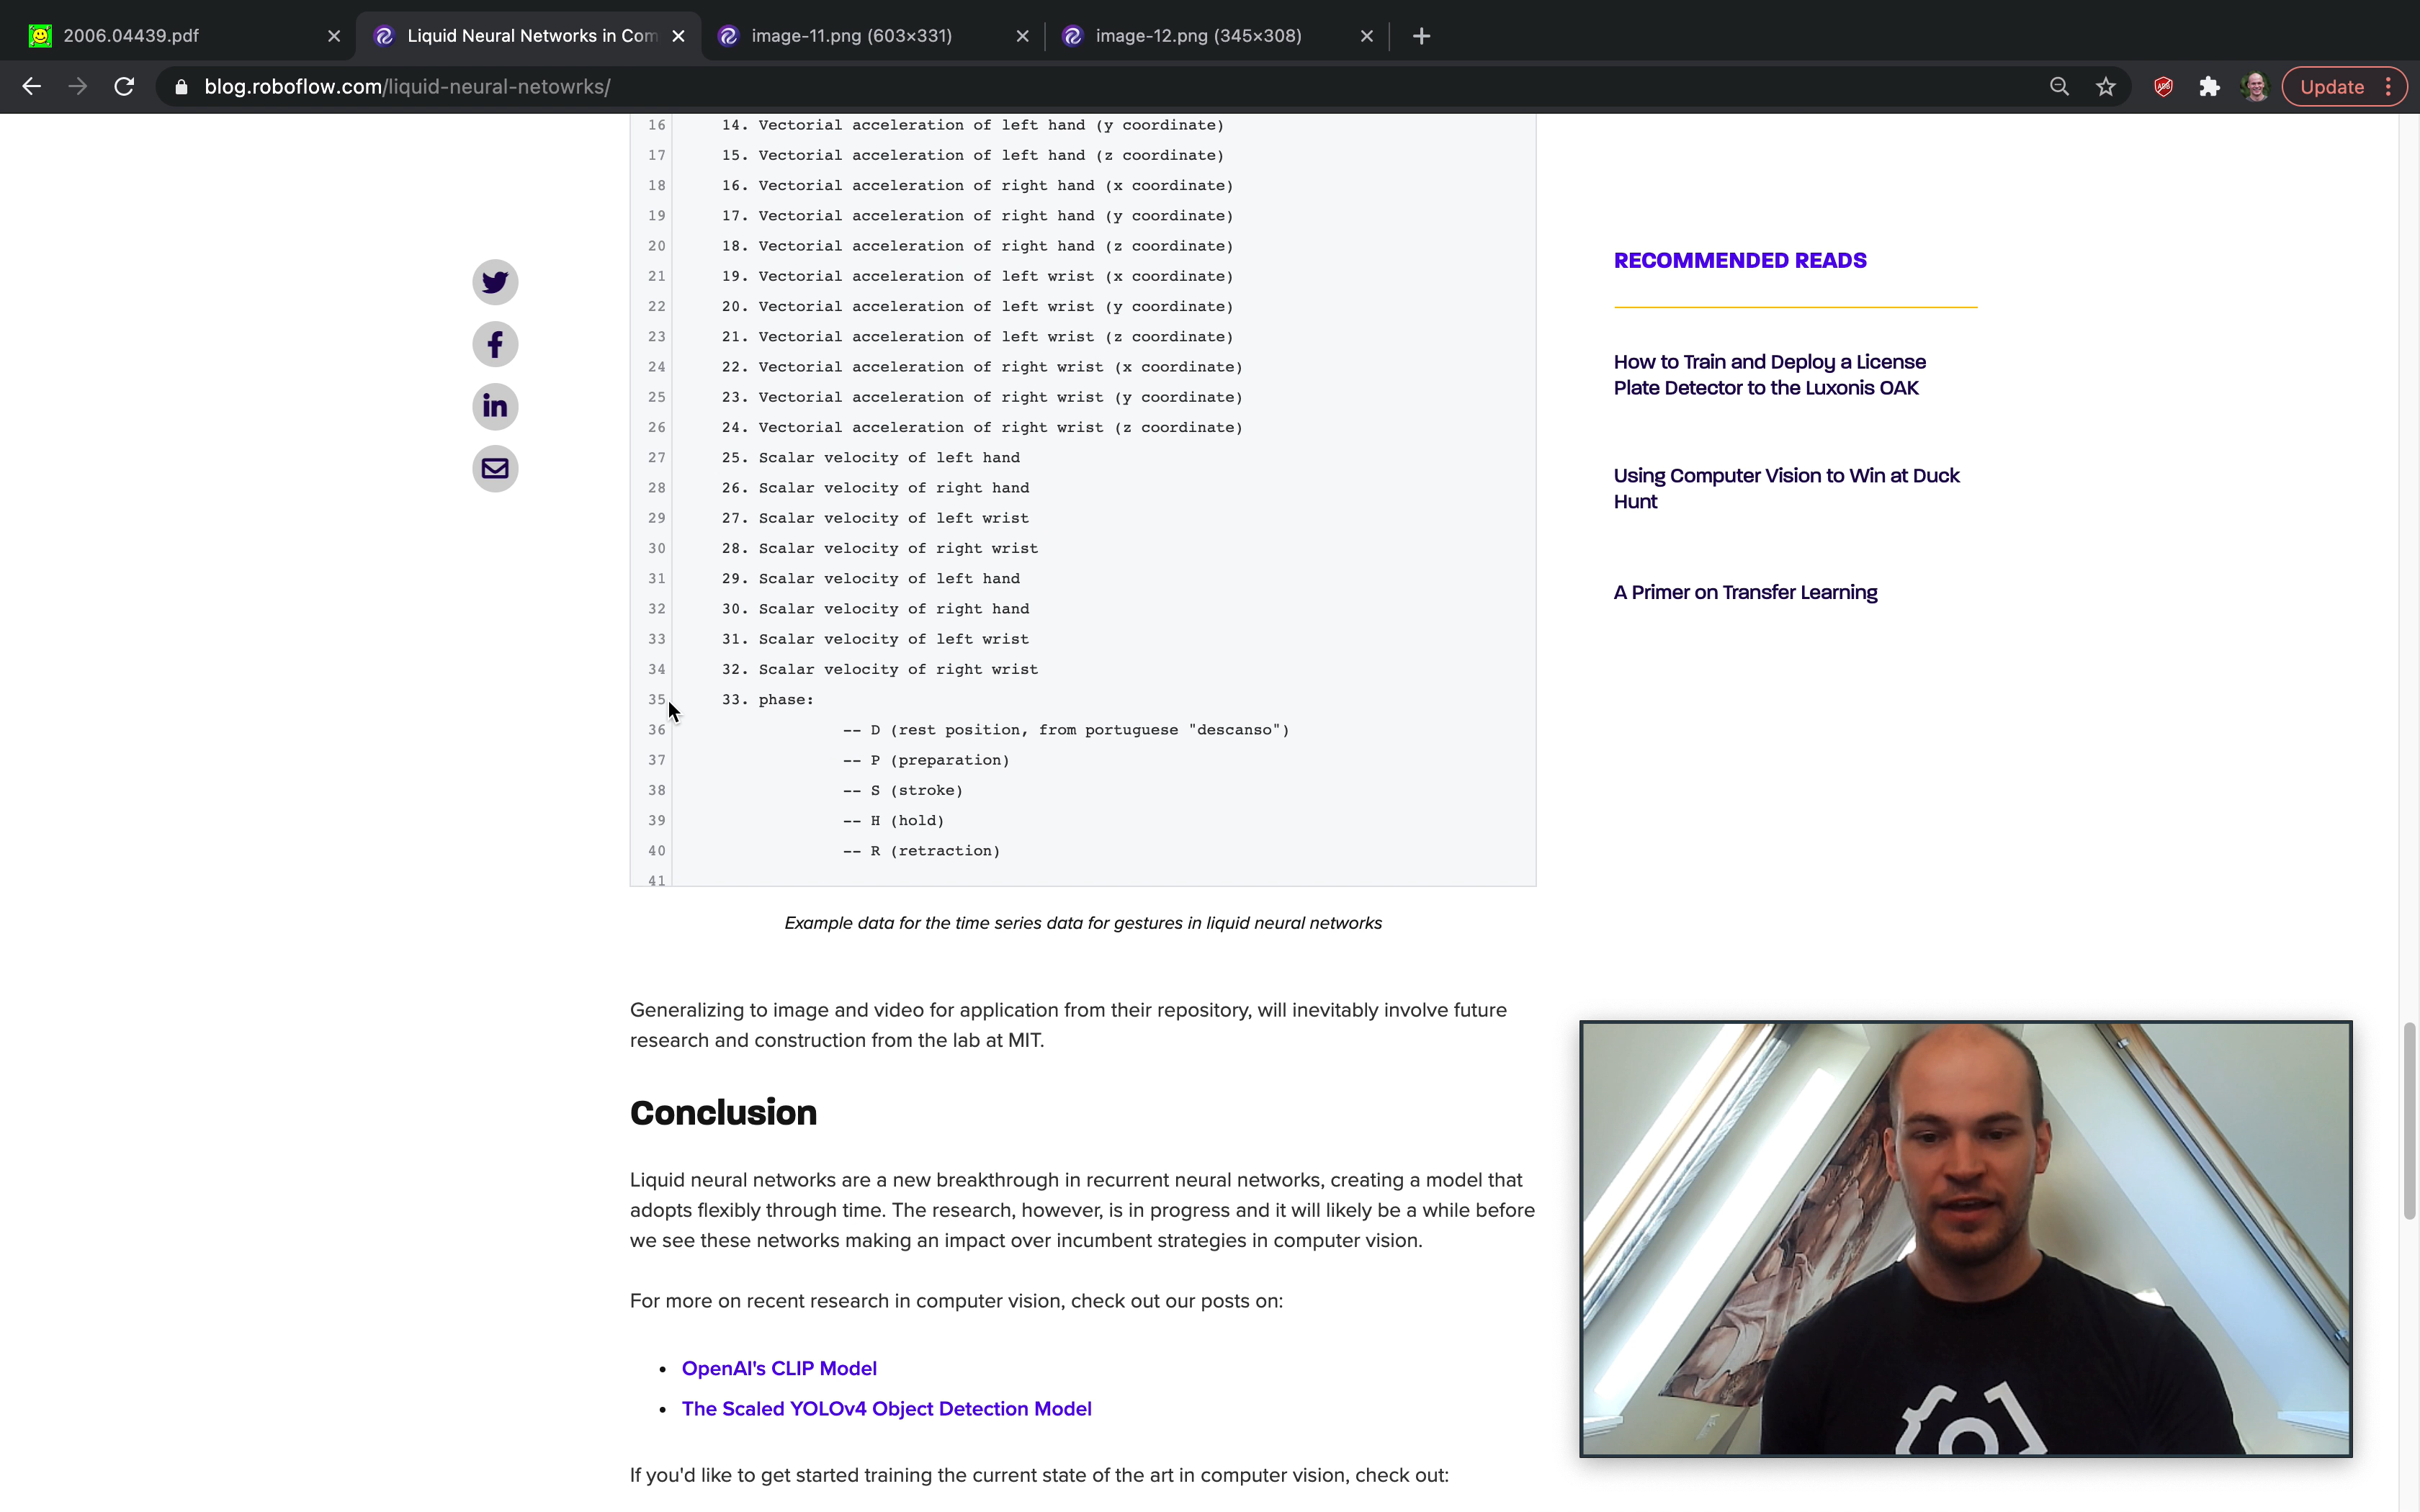 2006.04439.pdf
Liquid Neural Networks in Com
image-11.png (603×331)
image-12.png (345×308)
blog.roboflow.com/liquid-neural-netowrks/
Update
16 14. Vectorial acceleration of left hand (y coordinate)
17 15. Vectorial acceleration of left hand (z coordinate)
18 16. Vectorial acceleration of right hand (x coordinate)
19 17. Vectorial acceleration of right hand (y coordinate)
20 18. Vectorial acceleration of right hand (z coordinate)
21 19. Vectorial acceleration of left wrist (x coordinate)
22 20. Vectorial acceleration of left wrist (y coordinate)
23 21. Vectorial acceleration of left wrist (z coordinate)
24 22. Vectorial acceleration of right wrist (x coordinate)
25 23. Vectorial acceleration of right wrist (y coordinate)
26 24. Vectorial acceleration of right wrist (z coordinate)
27 25. Scalar velocity of left hand
28 26. Scalar velocity of right hand
29 27. Scalar velocity of left wrist
30 28. Scalar velocity of right wrist
31 29. Scalar velocity of left hand
32 30. Scalar velocity of right hand
33 31. Scalar velocity of left wrist
34 32. Scalar velocity of right wrist
35 33. phase:
36 -- D (rest position, from portuguese "descanso")
37 -- P (preparation)
38 -- S (stroke)
39 -- H (hold)
40 -- R (retraction)
41
Example data for the time series data for gestures in liquid neural networks
Generalizing to image and video for application from their repository, will inevitably involve future
research and construction from the lab at MIT.
Conclusion
Liquid neural networks are a new breakthrough in recurrent neural networks, creating a model that
adopts flexibly through time. The research, however, is in progress and it will likely be a while before
we see these networks making an impact over incumbent strategies in computer vision.
For more on recent research in computer vision, check out our posts on:
• OpenAI's CLIP Model
• The Scaled YOLOv4 Object Detection Model
If you'd like to get started training the current state of the art in computer vision, check out:
RECOMMENDED READS
How to Train and Deploy a License
Plate Detector to the Luxonis OAK
Using Computer Vision to Win at Duck
Hunt
A Primer on Transfer Learning